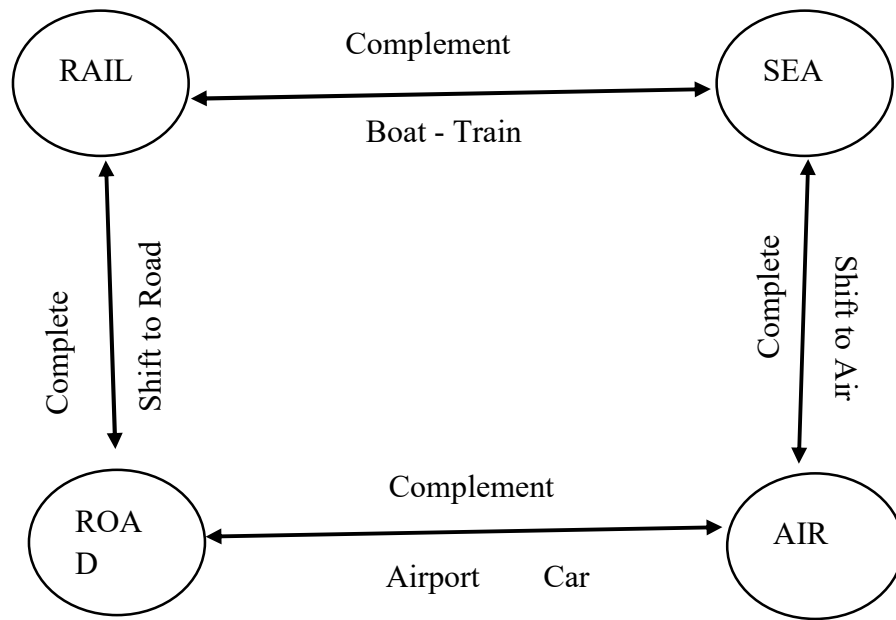 RAIL
Complement
SEA
Boat - Train
Complete
Shift to Road
Complete
Shift to Air
ROA
D
Complement
AIR
Airport Car